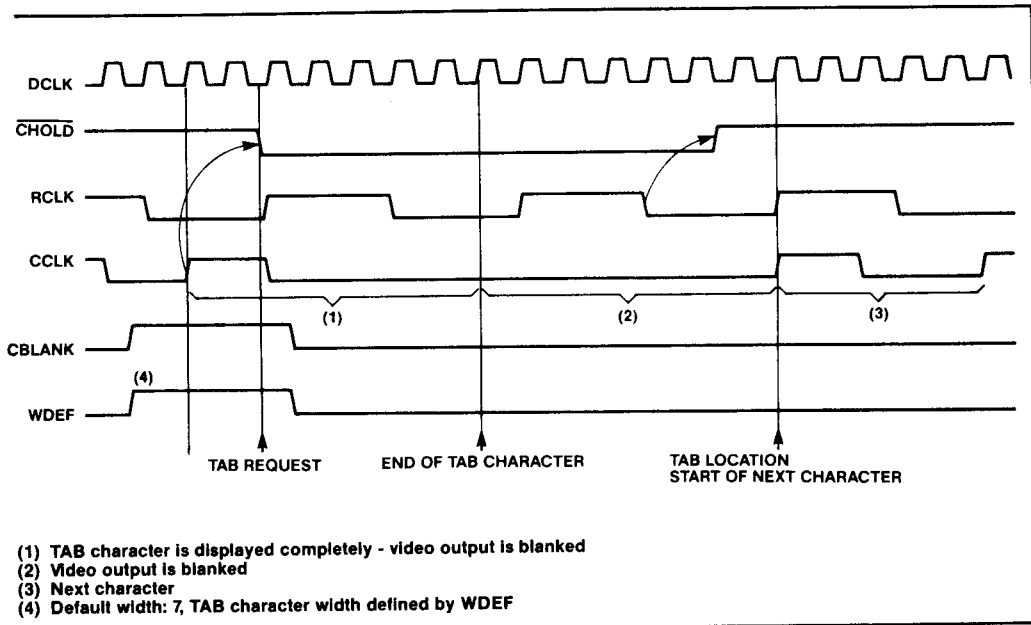 DCLK
CHOLD
RCLK
CCLK
(1)
(2)
(3)
CBLANK
(4)
WDEF
TAB REQUEST
END OF TAB CHARACTER
TAB LOCATION
START OF NEXT CHARACTER
(1) TAB character is displayed completely - video output is blanked
(2) Video output is blanked
(3) Next character
(4) Default width: 7, TAB character width defined by WDEF